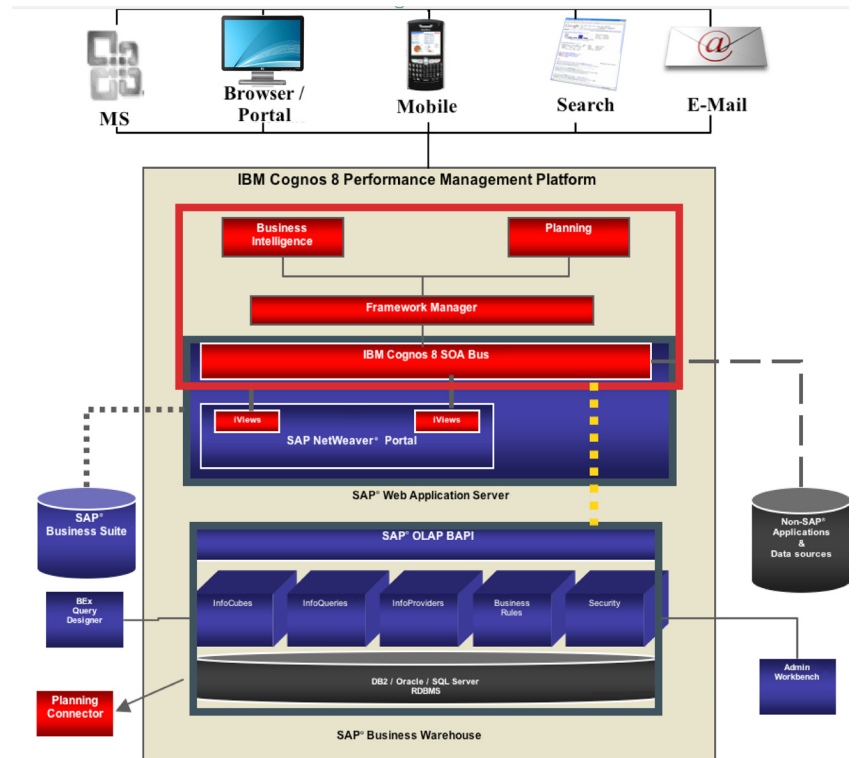 MS
Browser /
Portal
Mobile
Search
E-Mail
IBM Cognos 8 Performance Management Platform
Business
Intelligence
Planning
Framework Manager
IBM Cognos 8 SOA Bus
iViews
iViews
SAP NetWeaver® Portal
SAP® Web Application Server
SAP®
Business Suite
Non-SAP®
Applications
&
Data sources
SAP® OLAP BAPI
BEx
Query
Designer
InfoCubes
InfoQueries
InfoProviders
Business
Rules
Security
DB2 / Oracle / SQL Server
RDBMS
Admin
Workbench
Planning
Connector
SAP® Business Warehouse